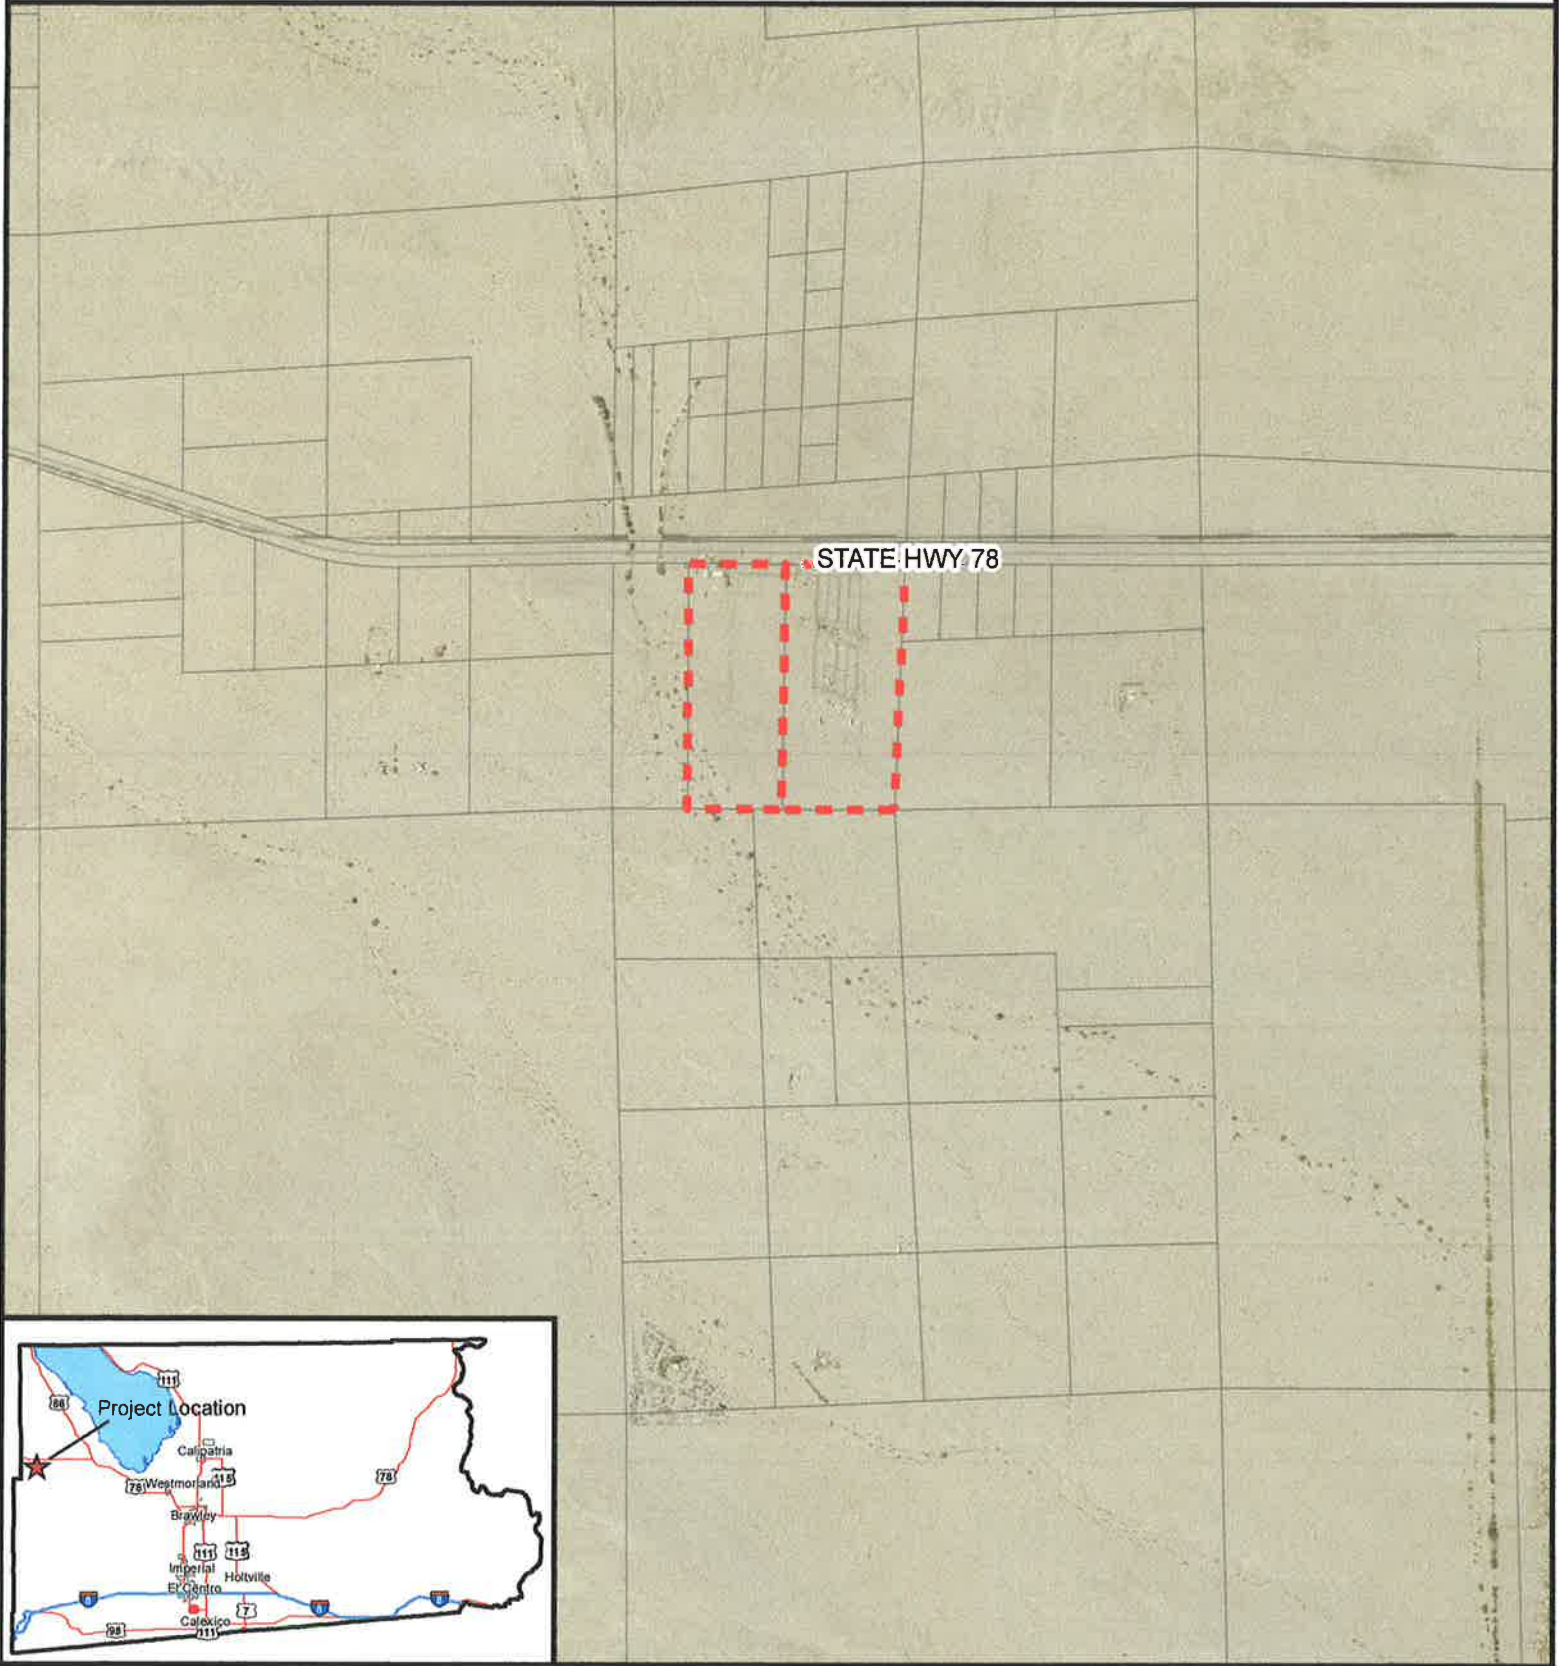 STATE HWY 78
111
86
Project Location
Calipatria
115
78
Westmorland
78
Brawley
111
115
Imperial
Holtville
El Centro
8
8
8
7
Calexico
98
111